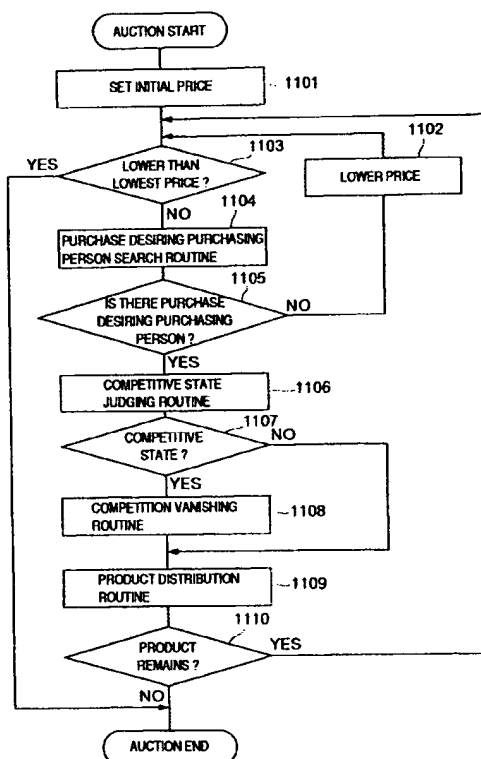 AUCTION START
SET INITIAL PRICE
1101
1102
1103
YES
LOWER THAN
LOWEST PRICE ?
LOWER PRICE
NO
1104
PURCHASE DESIRING PURCHASING
PERSON SEARCH ROUTINE
1105
IS THERE PURCHASE
DESIRING PURCHASING
PERSON ?
NO
YES
COMPETITIVE STATE
JUDGING ROUTINE
1106
1107
COMPETITIVE
STATE ?
NO
YES
COMPETITION VANISHING
ROUTINE
1108
PRODUCT DISTRIBUTION
ROUTINE
1109
1110
PRODUCT
REMAINS ?
YES
NO
AUCTION END